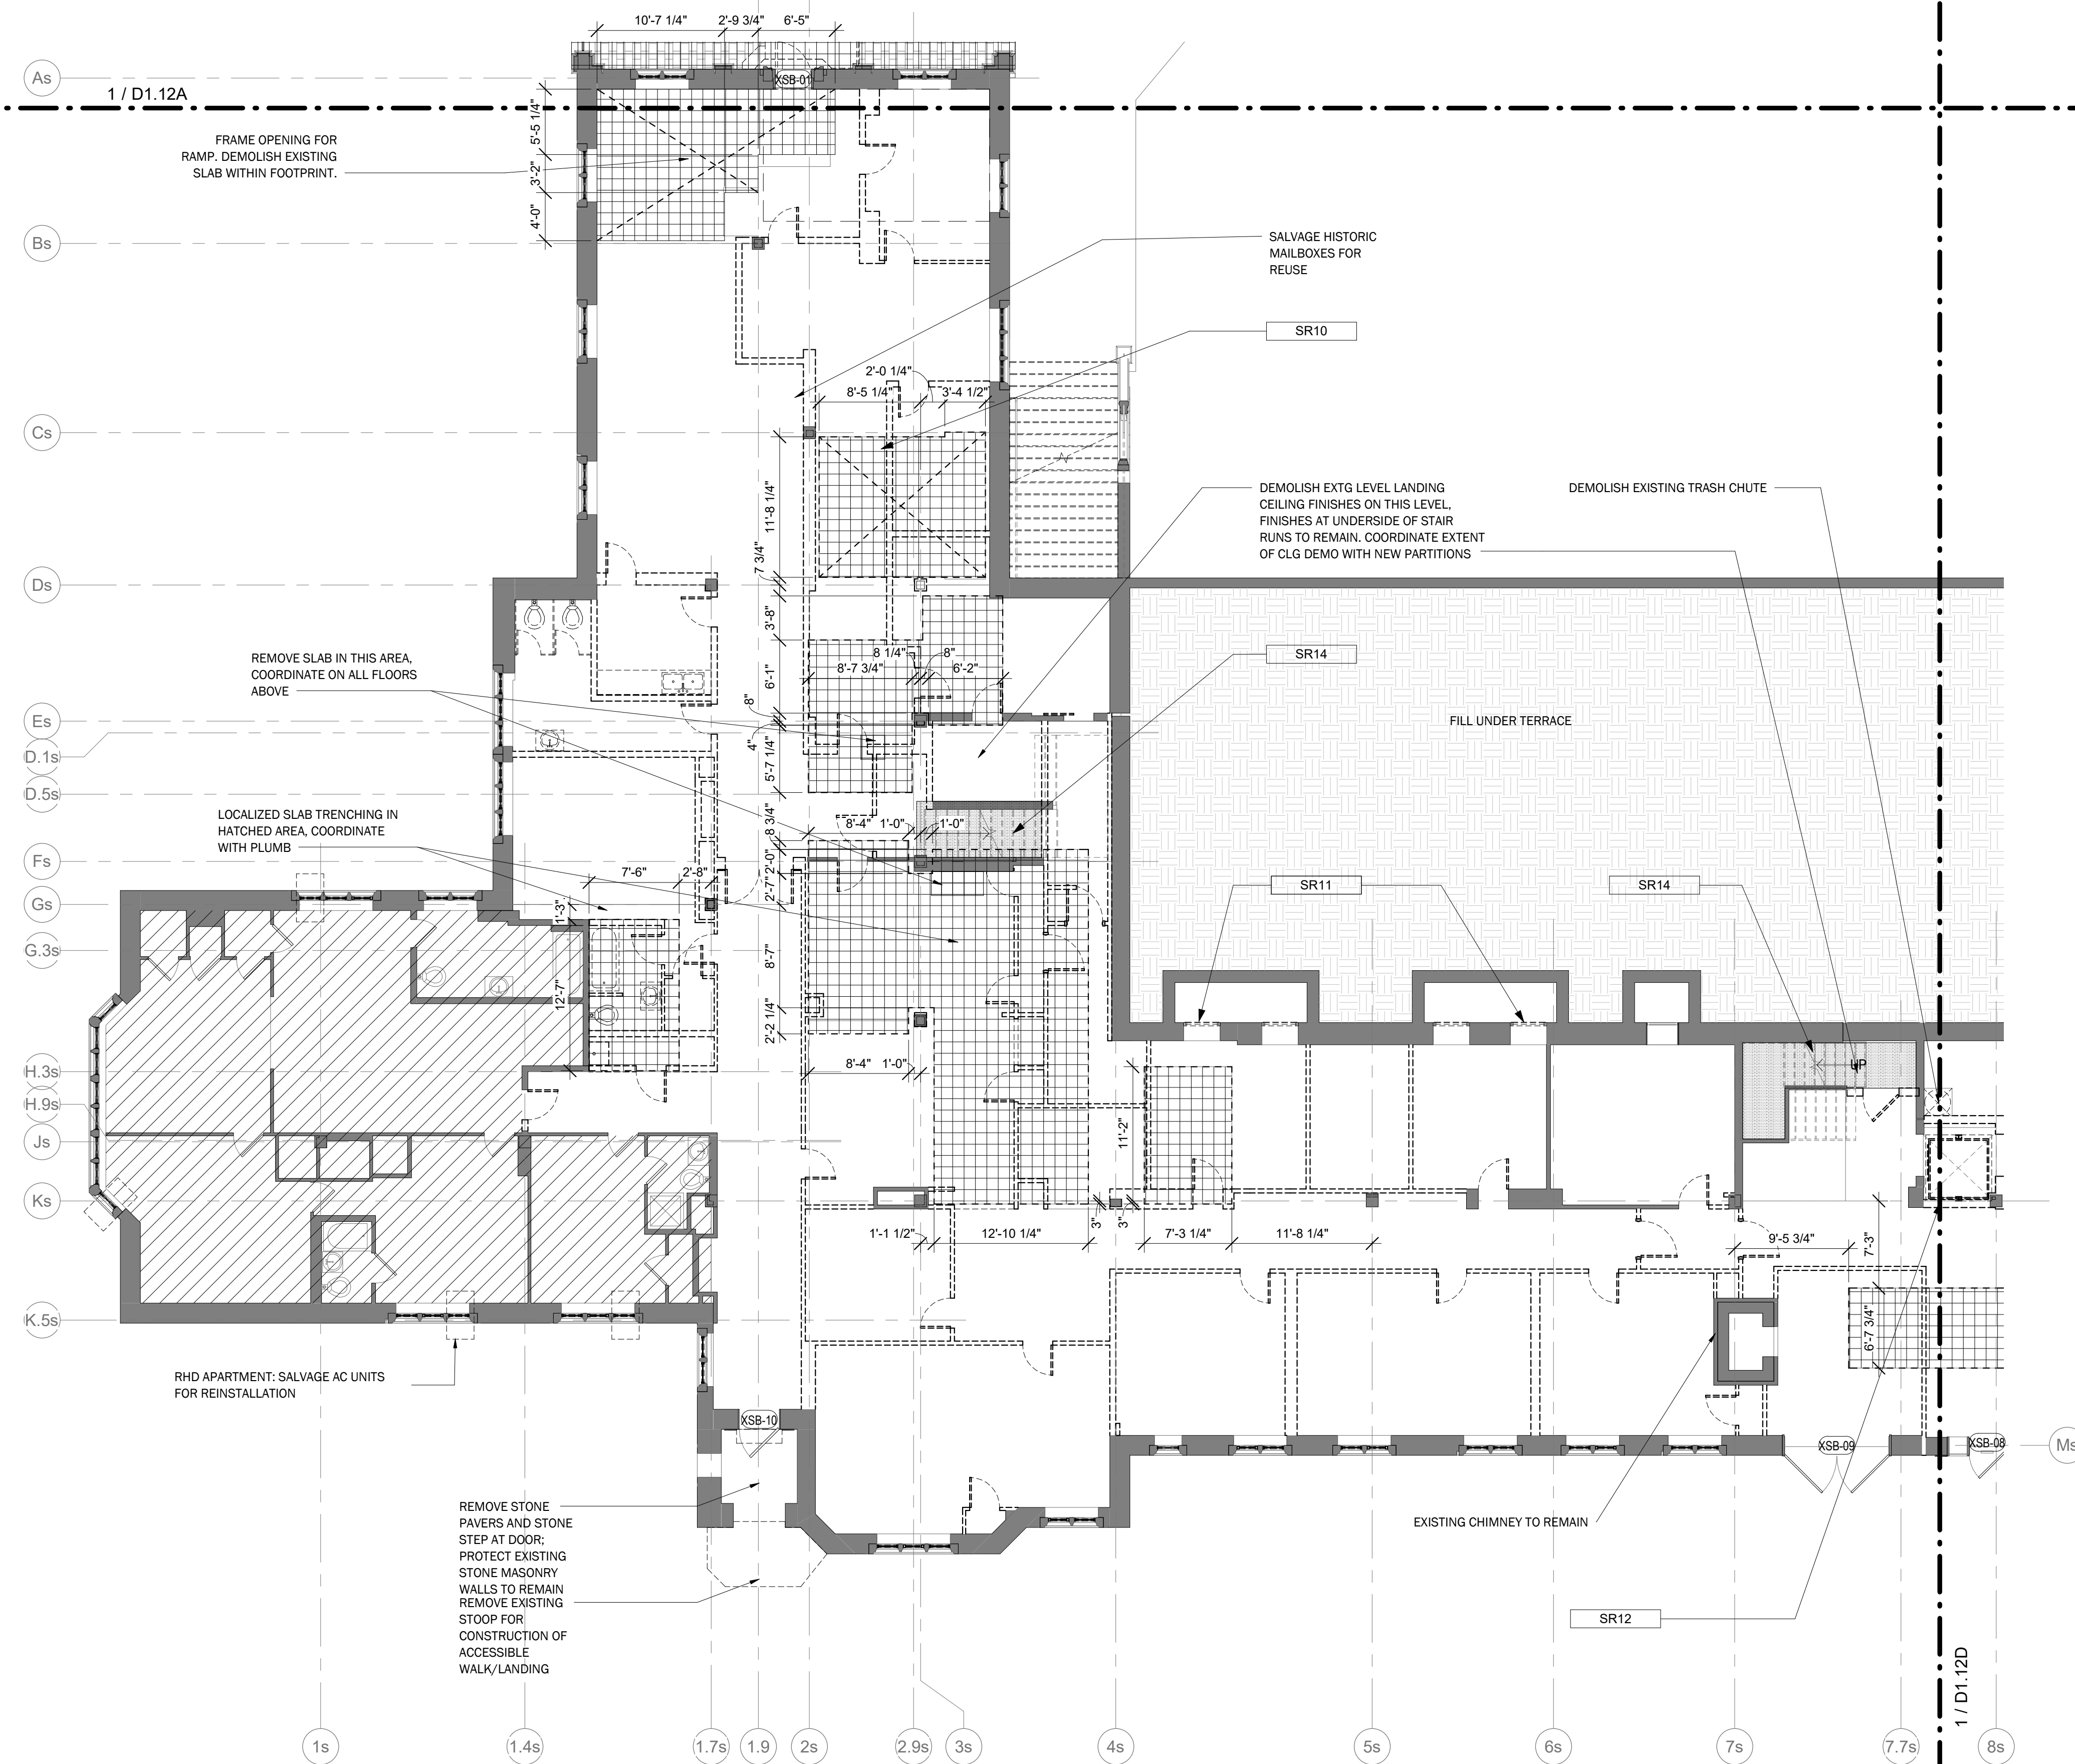 10'-7 1/4"
2'-9 3/4"
6'-5"
As
1 / D1.12A
XSB-01
5'-5 1/4"
3'-2"
4'-0"
FRAME OPENING FOR
RAMP. DEMOLISH EXISTING
SLAB WITHIN FOOTPRINT.
Bs
SALVAGE HISTORIC
MAILBOXES FOR
REUSE
SR10
2'-0 1/4"
8'-5 1/4"
3'-4 1/2"
Cs
11'-8 1/4"
DEMOLISH EXTG LEVEL LANDING
CEILING FINISHES ON THIS LEVEL,
FINISHES AT UNDERSIDE OF STAIR
RUNS TO REMAIN. COORDINATE EXTENT
OF CLG DEMO WITH NEW PARTITIONS
DEMOLISH EXISTING TRASH CHUTE
7 3/4"
Ds
3'-8"
REMOVE SLAB IN THIS AREA,
COORDINATE ON ALL FLOORS
ABOVE
8 1/4"
8"
8'-7 3/4"
6'-2"
SR14
6'-1"
8"
Es
FILL UNDER TERRACE
4"
D.1s
5'-7 1/4"
D.5s
LOCALIZED SLAB TRENCHING IN
HATCHED AREA, COORDINATE
WITH PLUMB
8 3/4"
8'-4"
1'-0"
1'-0"
Fs
2'-0"
7'-6"
2'-8"
2'-7"
SR11
SR14
Gs
1'-3"
G.3s
8'-7"
12'-7"
2'-2 1/4"
H.3s
8'-4"
1'-0"
UP
H.9s
Js
11'-2"
Ks
3"
3"
1'-1 1/2"
12'-10 1/4"
7'-3 1/4"
11'-8 1/4"
9'-5 3/4"
7'-3"
K.5s
6'-7 3/4"
RHD APARTMENT: SALVAGE AC UNITS
FOR REINSTALLATION
XSB-10
XSB-09
XSB-08
Ms
REMOVE STONE
PAVERS AND STONE
STEP AT DOOR;
PROTECT EXISTING
STONE MASONRY
WALLS TO REMAIN
REMOVE EXISTING
STOOP FOR
CONSTRUCTION OF
ACCESSIBLE
WALK/LANDING
EXISTING CHIMNEY TO REMAIN
SR12
1 / D1.12D
1s
1.4s
1.7s
1.9
2s
2.9s
3s
4s
5s
6s
7s
7.7s
8s